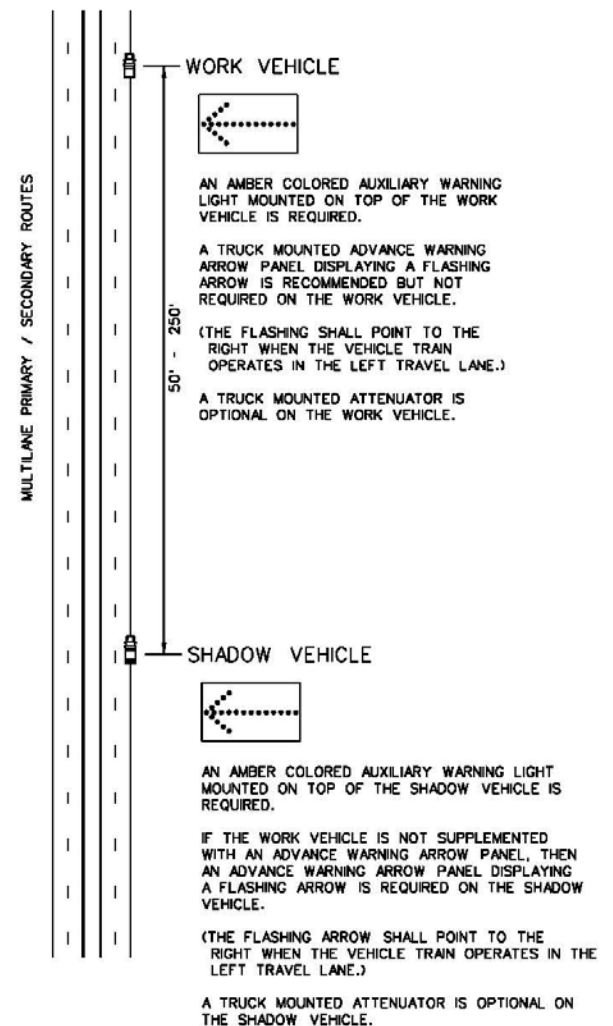 WORK VEHICLE
AN AMBER COLORED AUXILIARY WARNING
LIGHT MOUNTED ON TOP OF THE WORK
VEHICLE IS REQUIRED.
A TRUCK MOUNTED ADVANCE WARNING
ARROW PANEL DISPLAYING A FLASHING
ARROW IS RECOMMENDED BUT NOT
REQUIRED ON THE WORK VEHICLE.
(THE FLASHING SHALL POINT TO THE
RIGHT WHEN THE VEHICLE TRAIN
OPERATES IN THE LEFT TRAVEL LANE.)
A TRUCK MOUNTED ATTENUATOR IS
OPTIONAL ON THE WORK VEHICLE.
MULTILANE PRIMARY / SECONDARY ROUTES
50' - 250'
SHADOW VEHICLE
AN AMBER COLORED AUXILIARY WARNING LIGHT
MOUNTED ON TOP OF THE SHADOW VEHICLE IS
REQUIRED.
IF THE WORK VEHICLE IS NOT SUPPLEMENTED
WITH AN ADVANCE WARNING ARROW PANEL, THEN
AN ADVANCE WARNING ARROW PANEL DISPLAYING
A FLASHING ARROW IS REQUIRED ON THE SHADOW
VEHICLE.
(THE FLASHING ARROW SHALL POINT TO THE
RIGHT WHEN THE VEHICLE TRAIN OPERATES IN THE
LEFT TRAVEL LANE.)
A TRUCK MOUNTED ATTENUATOR IS OPTIONAL ON
THE SHADOW VEHICLE.